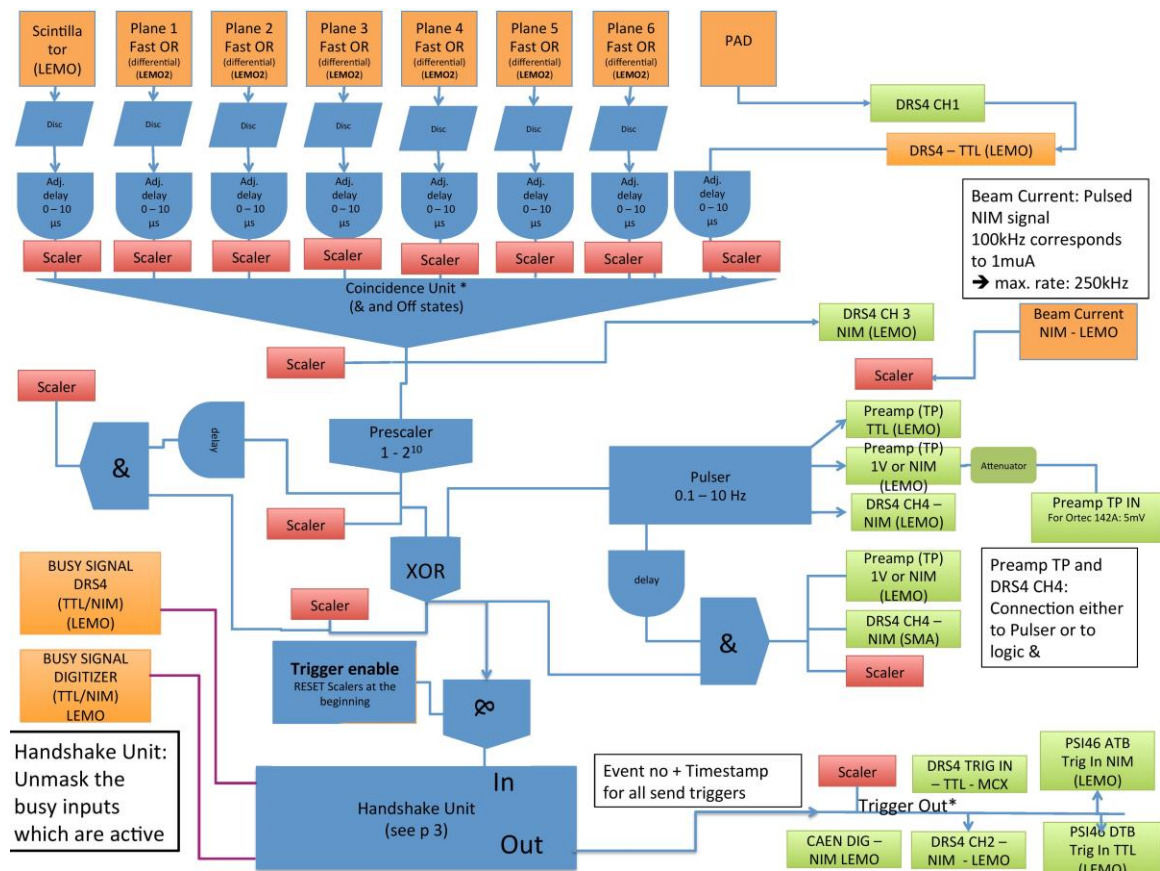 Scintilla
tor
(LEMO)
Plane 1
Fast OR
(differential)
(LEMO2)
Plane 2
Fast OR
(differential)
(LEMO2)
Plane 3
Fast OR
(differential)
(LEMO2)
Plane 4
Fast OR
(differential)
(LEMO2)
Plane 5
Fast OR
(differential)
(LEMO2)
Plane 6
Fast OR
(differential)
(LEMO2)
PAD
Disc
Disc
Disc
Disc
Disc
Disc
Disc
DRS4 CH1
DRS4 – TTL (LEMO)
Adj.
delay
0 – 10
µs
Adj.
delay
0 – 10
µs
Adj.
delay
0 – 10
µs
Adj.
delay
0 – 10
µs
Adj.
delay
0 – 10
µs
Adj.
delay
0 – 10
µs
Adj.
delay
0 – 10
µs
Adj.
delay
0 – 10
µs
Scaler
Scaler
Scaler
Scaler
Scaler
Scaler
Scaler
Scaler
Beam Current: Pulsed
NIM signal
100kHz corresponds
to 1muA
➔ max. rate: 250kHz
Coincidence Unit *
(& and Off states)
DRS4 CH 3
NIM (LEMO)
Beam Current
NIM - LEMO
Scaler
Scaler
Scaler
&
delay
Prescaler
1 - 2¹⁰
Scaler
Pulser
0.1 – 10 Hz
Preamp (TP)
TTL (LEMO)
Preamp (TP)
1V or NIM
(LEMO)
Attenuator
Preamp TP IN
For Ortec 142A: 5mV
DRS4 CH4 –
NIM (LEMO)
XOR
delay
&
Preamp (TP)
1V or NIM
(LEMO)
DRS4 CH4 –
NIM (SMA)
Scaler
Preamp TP and
DRS4 CH4:
Connection either
to Pulser or to
logic &
BUSY SIGNAL
DRS4
(TTL/NIM)
(LEMO)
BUSY SIGNAL
DIGITIZER
(TTL/NIM)
LEMO
Scaler
Trigger enable
RESET Scalers at the
beginning
&
Handshake Unit:
Unmask the
busy inputs
which are active
In
Handshake Unit
(see p 3)
Out
Event no + Timestamp
for all send triggers
Scaler
DRS4 TRIG IN
– TTL - MCX
PSI46 ATB
Trig In NIM
(LEMO)
Trigger Out*
CAEN DIG –
NIM LEMO
DRS4 CH2 –
NIM - LEMO
PSI46 DTB
Trig In TTL
(LEMO)